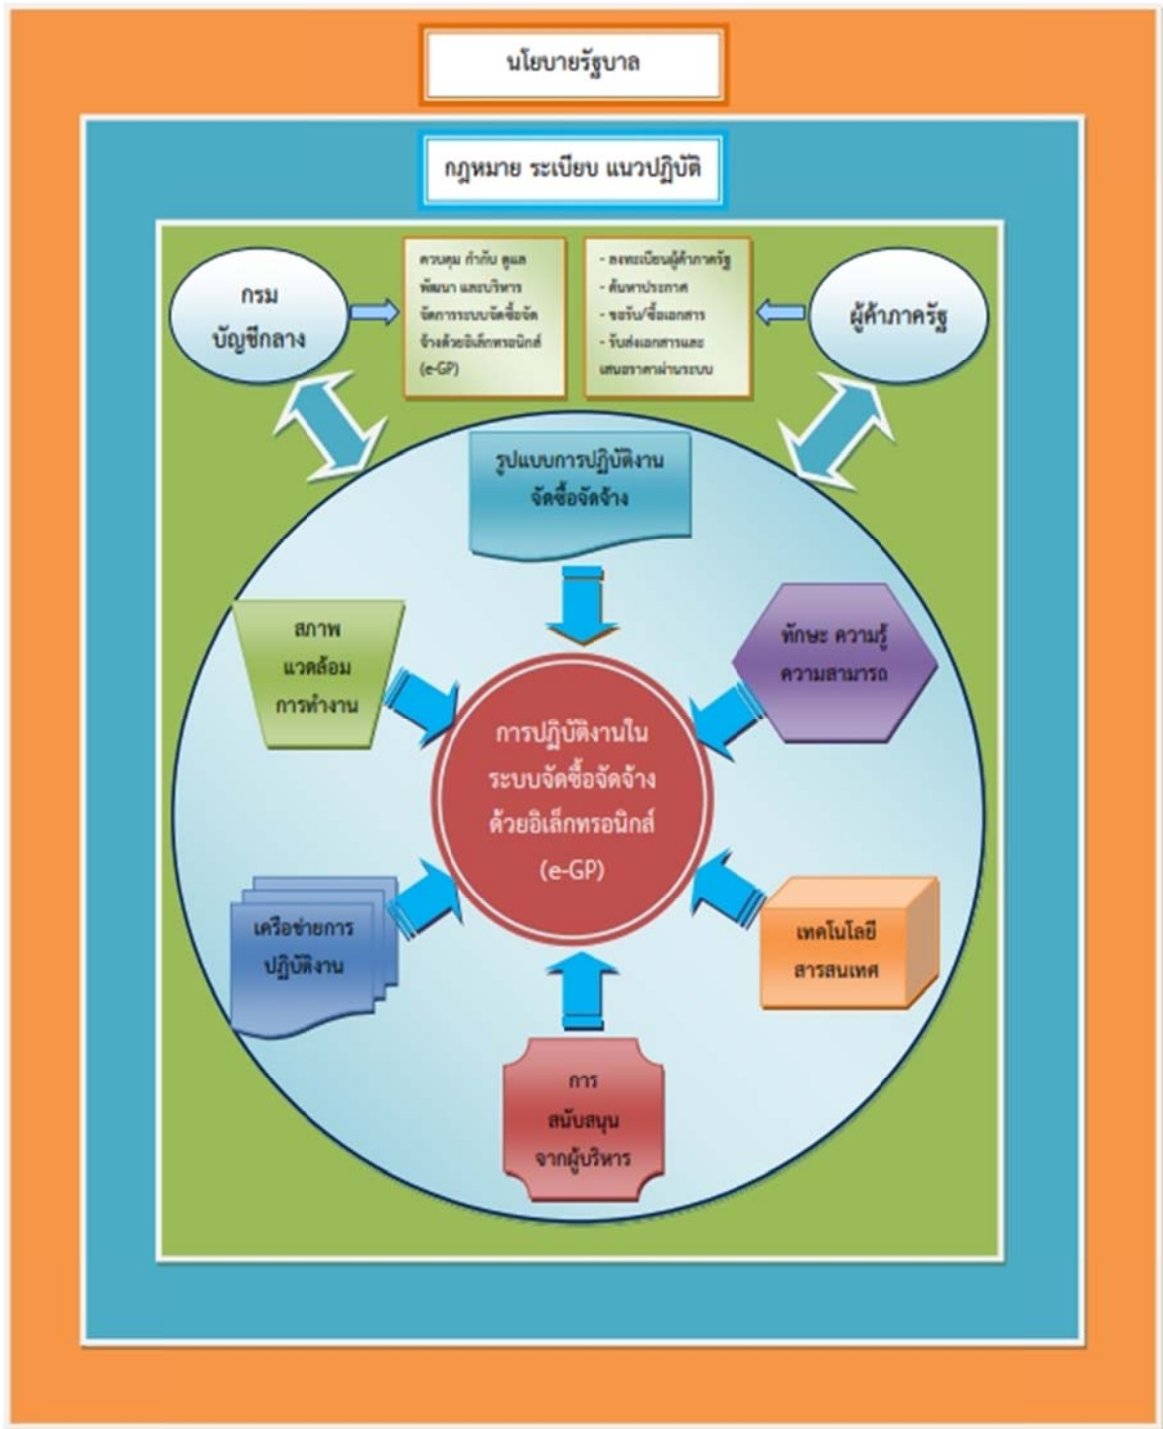 นโยบายรัฐบาล
กฎหมาย ระเบียบ แนวปฏิบัติ
กรม
บัญชีกลาง
ควบคุม กำกับ ดูแล
พัฒนา และบริหาร
จัดการระบบจัดซื้อจัด
จ้างด้วยอิเล็กทรอนิกส์
(e-GP)
- ลงทะเบียนผู้ค้าภาครัฐ
- ค้นหาประกาศ
- ขอรับ/ซื้อเอกสาร
- รับส่งเอกสารและ
เสนอราคาผ่านระบบ
ผู้ค้าภาครัฐ
รูปแบบการปฏิบัติงาน
จัดซื้อจัดจ้าง
สภาพ
แวดล้อม
การทำงาน
ทักษะ ความรู้
ความสามารถ
การปฏิบัติงานใน
ระบบจัดซื้อจัดจ้าง
ด้วยอิเล็กทรอนิกส์
(e-GP)
เครือข่ายการ
ปฏิบัติงาน
เทคโนโลยี
สารสนเทศ
การ
สนับสนุน
จากผู้บริหาร